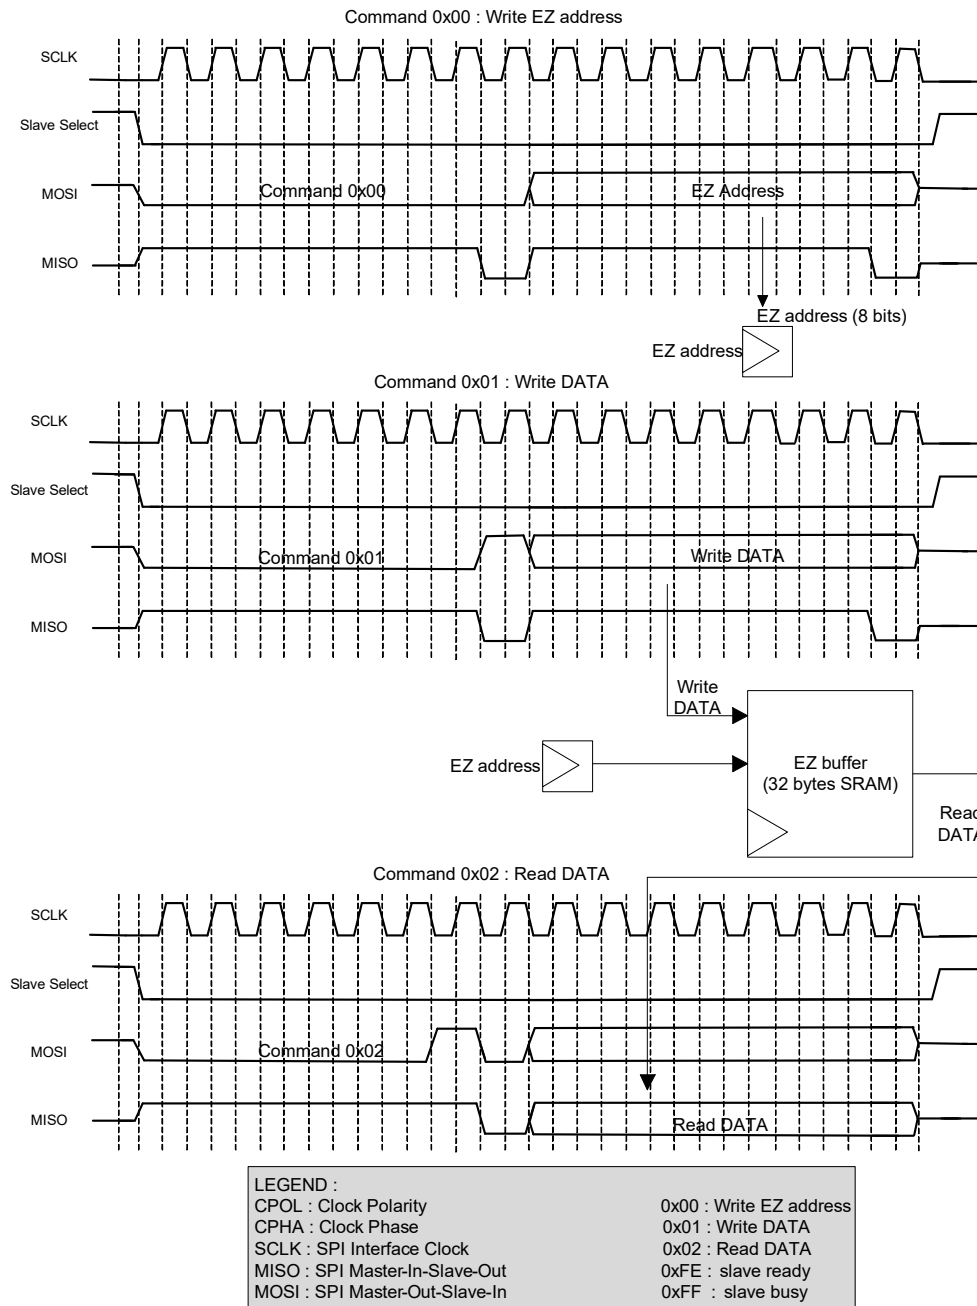 Command 0x00 : Write EZ address
SCLK
Slave Select
MOSI
Command 0x00
EZ Address
MISO
EZ address (8 bits)
EZ address
Command 0x01 : Write DATA
SCLK
Slave Select
MOSI
Command 0x01
Write DATA
MISO
Write
DATA
EZ address
EZ buffer
(32 bytes SRAM)
Read
DATA
Command 0x02 : Read DATA
SCLK
Slave Select
MOSI
Command 0x02
MISO
Read DATA
LEGEND :
CPOL : Clock Polarity
0x00 : Write EZ address
CPHA : Clock Phase
0x01 : Write DATA
SCLK : SPI Interface Clock
0x02 : Read DATA
MISO : SPI Master-In-Slave-Out
0xFE : slave ready
MOSI : SPI Master-Out-Slave-In
0xFF : slave busy